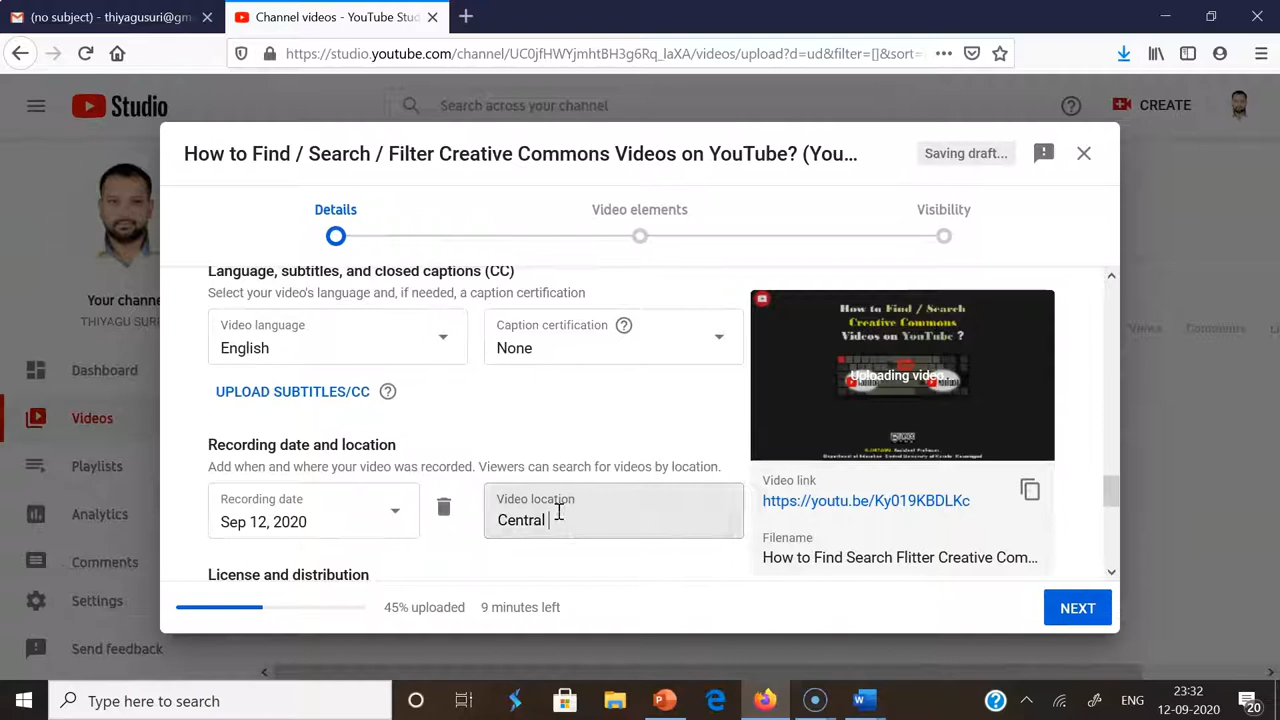 (no subject) - thiyagusuri@gm
Channel videos - YouTube Stud
https://studio.youtube.com/channel/UC0jfHWYjmhtBH3g6Rq_laXA/videos/upload?d=ud&filter=[]&sort=
Studio
Search across your channel
CREATE
How to Find / Search / Filter Creative Commons Videos on YouTube? (You...
Saving draft...
Details
Video elements
Visibility
Your channe
THIYAGU SURI
Dashboard
Videos
Playlists
Analytics
Comments
Settings
Send feedback
Views
Comments
Language, subtitles, and closed captions (CC)
Select your video's language and, if needed, a caption certification
Video language
English
Caption certification
None
UPLOAD SUBTITLES/CC
Recording date and location
Add when and where your video was recorded. Viewers can search for videos by location.
Recording date
Sep 12, 2020
Video location
Central
License and distribution
How to Find / Search
Creative Commons
Videos on YouTube ?
Uploading video...
Video link
https://youtu.be/Ky019KBDLKc
Filename
How to Find Search Flitter Creative Com...
45% uploaded
9 minutes left
NEXT
Type here to search
ENG
23:32
12-09-2020
20